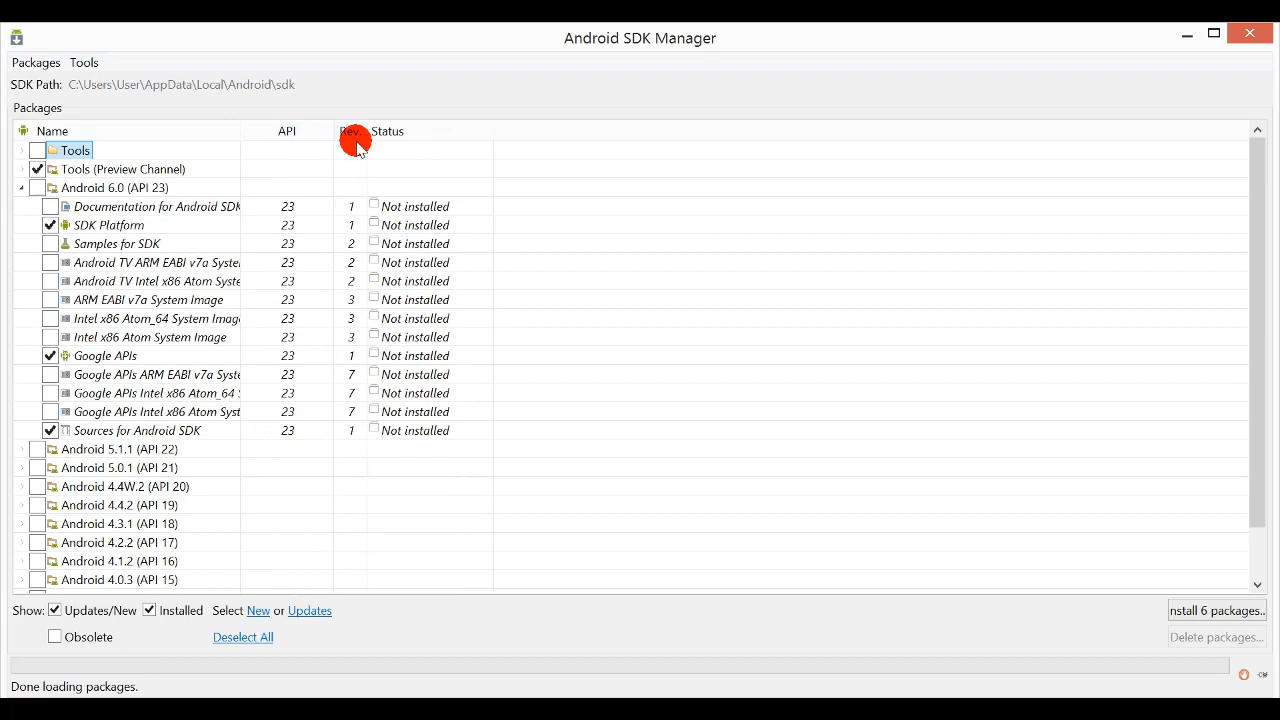 Android SDK Manager
Packages Tools
SDK Path: C:\Users\User\AppData\Local\Android\sdk
Packages
Name API Rev. Status
Tools
Tools (Preview Channel)
Android 6.0 (API 23)
Documentation for Android SDK 23 1 Not installed
SDK Platform 23 1 Not installed
Samples for SDK 23 2 Not installed
Android TV ARM EABI v7a Syste 23 2 Not installed
Android TV Intel x86 Atom Syste 23 2 Not installed
ARM EABI v7a System Image 23 3 Not installed
Intel x86 Atom_64 System Imag 23 3 Not installed
Intel x86 Atom System Image 23 3 Not installed
Google APIs 23 1 Not installed
Google APIs ARM EABI v7a Syste 23 7 Not installed
Google APIs Intel x86 Atom_64 S 23 7 Not installed
Google APIs Intel x86 Atom Syst 23 7 Not installed
Sources for Android SDK 23 1 Not installed
Android 5.1.1 (API 22)
Android 5.0.1 (API 21)
Android 4.4W.2 (API 20)
Android 4.4.2 (API 19)
Android 4.3.1 (API 18)
Android 4.2.2 (API 17)
Android 4.1.2 (API 16)
Android 4.0.3 (API 15)
Show: Updates/New Installed Select New or Updates nstall 6 packages..
Obsolete Deselect All Delete packages...
Done loading packages.